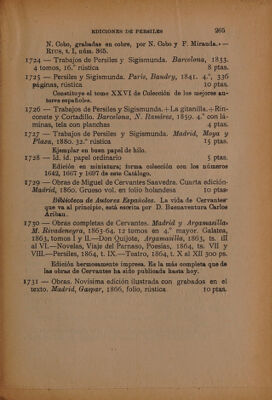 EDICIONES DE PERSILES 265
N. Cobo, grabadas en cobre, por N. Cobo y F. Miranda.—
RIUS, t. I, núm. 365.
1724 — Trabajos de Persiles y Sigismunda. Barcelona, 1833.
4 tomos, 16.° rústica 8 ptas.
1725 — Persiles y Sigismunda. París, Baudry, 1841. 4.°, 336
páginas, rústica 10 ptas.
Constituye el tomo XXVI de Colección de los mejores au-
tores españoles.
1726 — Trabajos de Persiles y Sigismunda.+La gitanilla.+Rin-
conete y Cortadillo. Barcelona, N. Ramírez, 1859. 4.° con lá-
minas, tela con planchas 4 ptas.
1727 — Trabajos de Persiles y Sigismunda. Madrid, Moya y
Plaza, 1880. 32.° rústica 15 ptas.
Ejemplar en buen papel de hilo.
1728 — Id. id. papel ordinario 5 ptas.
Edición en miniatura; forma colección con los números
1642, 1667 y 1697 de este Catálogo.
1729 — Obras de Miguel de Cervantes Saavedra. Cuarta edición-
Madrid, 1860. Grueso vol. en folio holandesa 10 ptas.
Biblioteca de Autores Españoles. La vida de Cervantes
que va al principio, está escrita por D. Buenaventura Carlos
Aribau.
1730 — Obras completas de Cervantes. Madrid y Argamasilla.
M. Rivadeneyra, 1863-64. 12 tomos en 4.° mayor. Galatea,
1863, tomos I y II.—Don Quijote, Argamasilla, 1863, ts. III
al VI.—Novelas, Viaje del Parnaso, Poesías, 1864, ts. VII y
VIII.—Persiles, 1864, t. IX.—Teatro, 1864, t. X al XII 300 ps.
Edición hermosamente impresa. Es la más completa que de
las obras de Cervantes ha sido publicada hasta hoy.
1731 — Obras. Novísima edición ilustrada con grabados en el
texto. Madrid, Gaspar, 1866, folio, rústica 10 ptas.